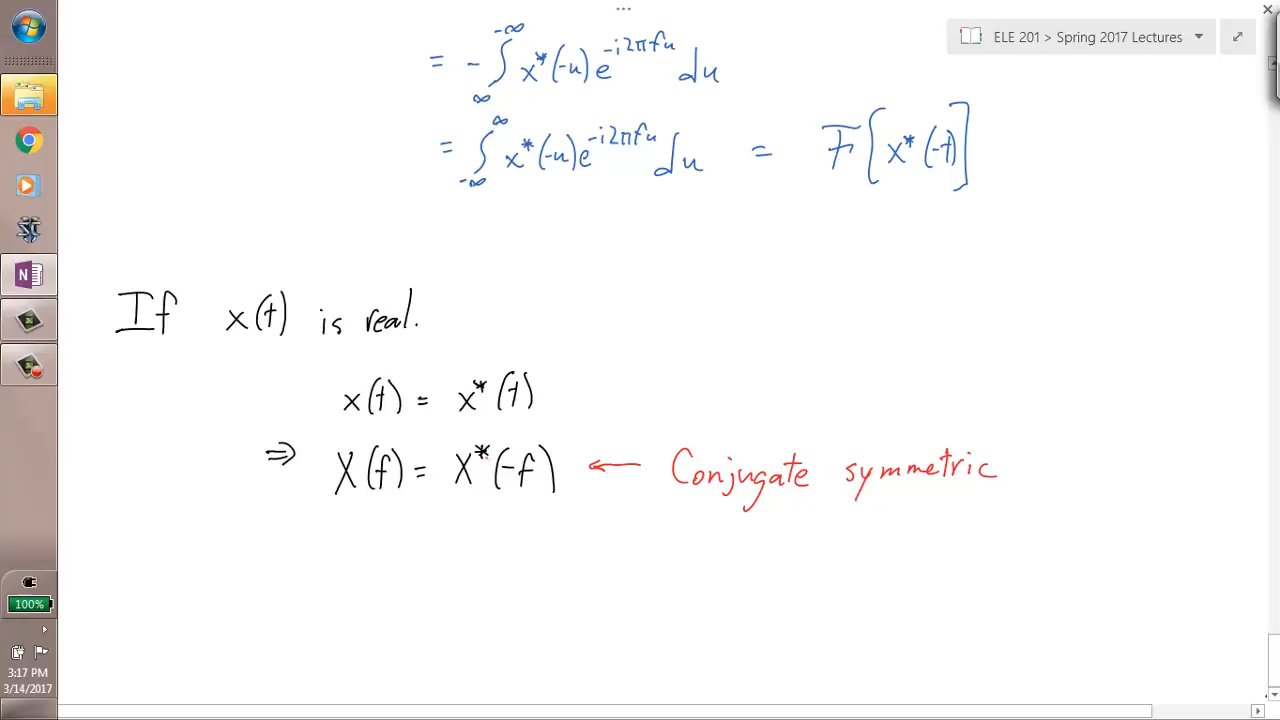 ELE 201 > Spring 2017 Lectures
= -∫_{∞}^{-∞} x*(-u) e^{-i2πfu} du
= ∫_{-∞}^{∞} x*(-u) e^{-i2πfu} du = F[x*(-t)]
If x(t) is real.
x(t) = x*(t)
⇒ X(f) = X*(-f) ← Conjugate symmetric
100%
3:17 PM
3/14/2017